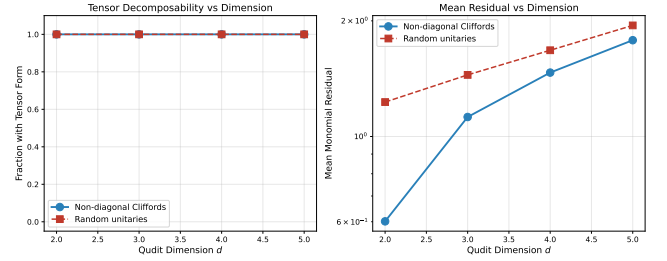 Tensor Decomposability vs Dimension
Fraction with Tensor Form
1.0
0.8
0.6
0.4
0.2
0.0
Non-diagonal Cliffords
Random unitaries
2.0 2.5 3.0 3.5 4.0 4.5 5.0
Qudit Dimension d
Mean Residual vs Dimension
Mean Monomial Residual
2 × 10⁰
10⁰
6 × 10⁻¹
Non-diagonal Cliffords
Random unitaries
2.0 2.5 3.0 3.5 4.0 4.5 5.0
Qudit Dimension d